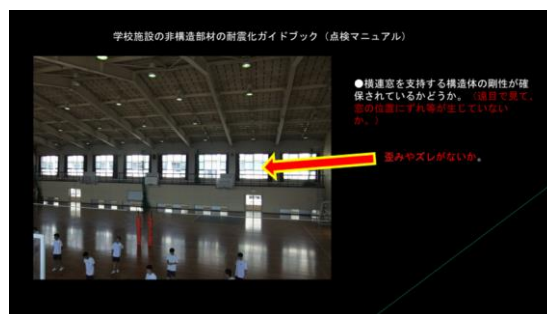 学校施設の非構造部材の耐震化ガイドブック（点検マニュアル）
●横連窓を支持する構造体の剛性が確
保されているかどうか。（遠目で見て、
窓の位置にずれ等が生じていない
か。）
歪みやズレがないか。